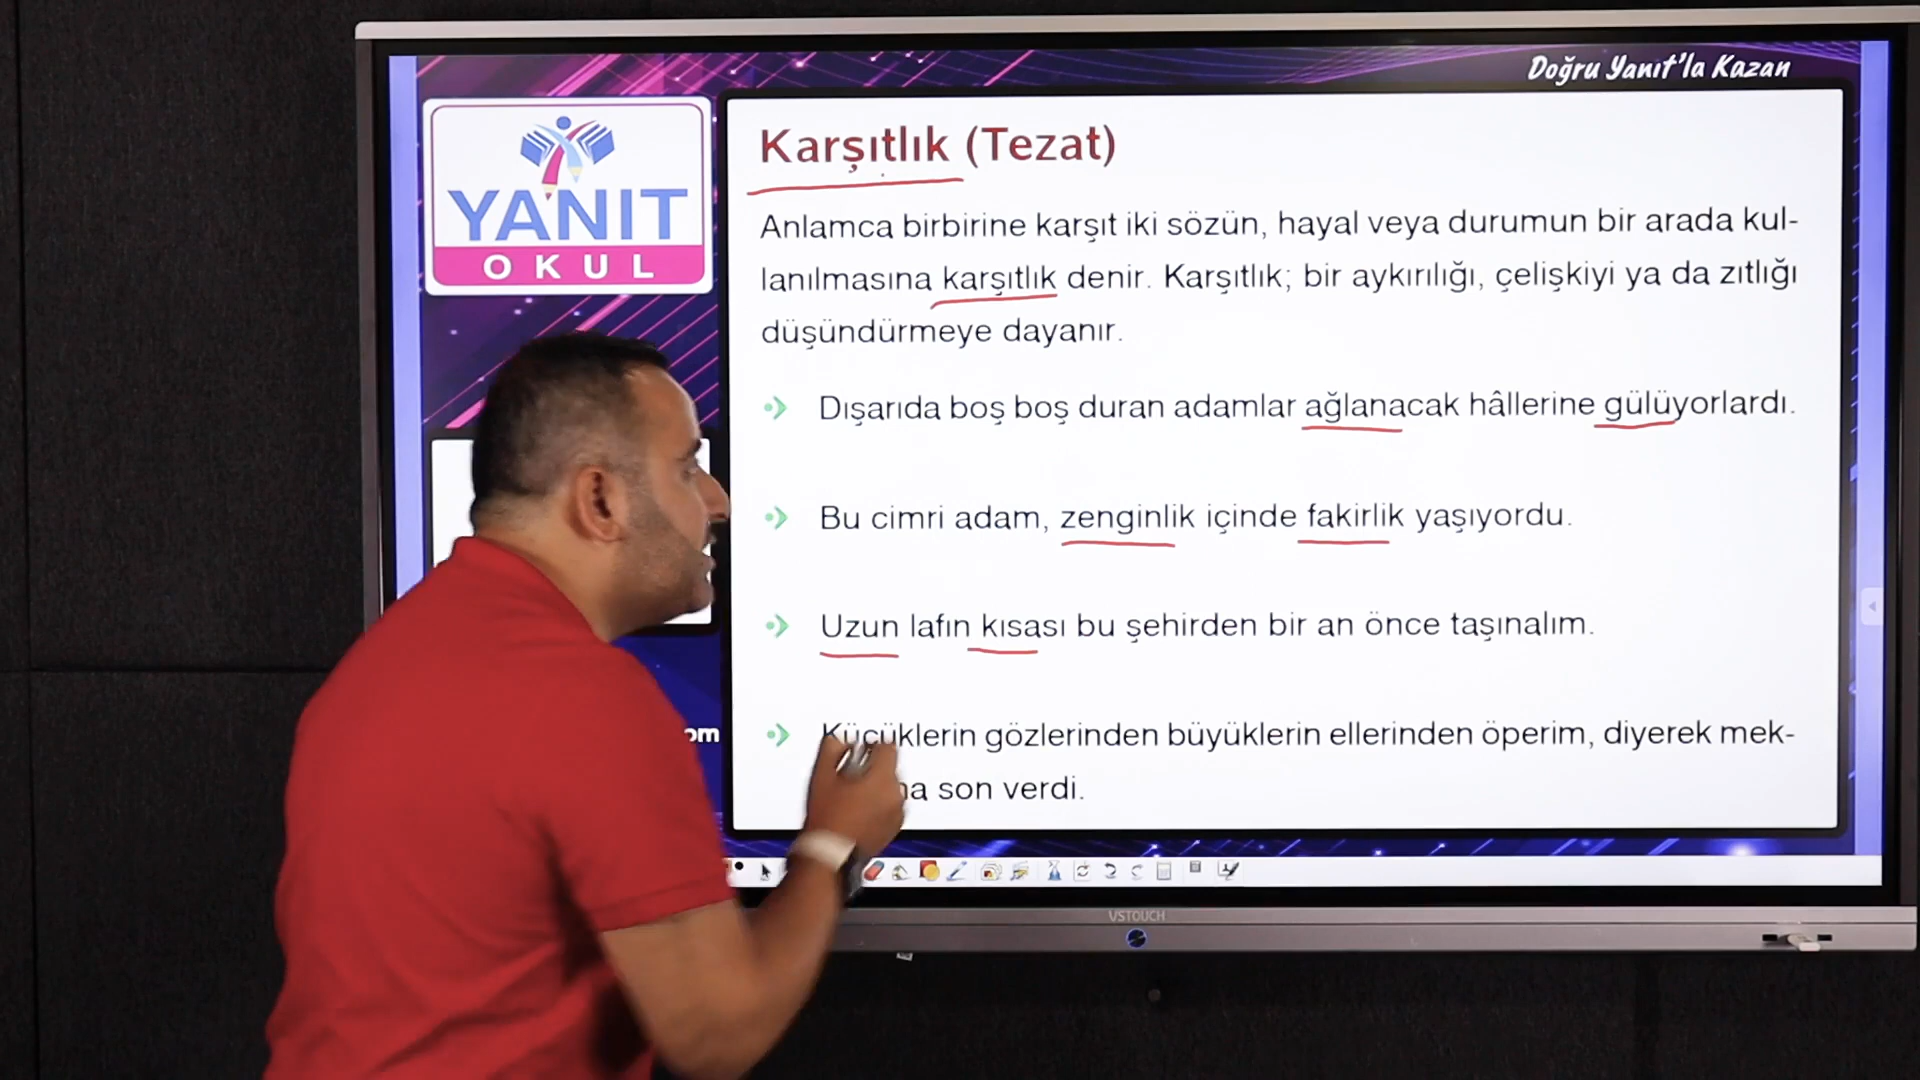 Doğru Yanıt'la Kazan
YANIT
OKUL
Karşıtlık (Tezat)
Anlamca birbirine karşıt iki sözün, hayal veya durumun bir arada kul-
lanılmasına karşıtlık denir. Karşıtlık; bir aykırılığı, çelişkiyi ya da zıtlığı
düşündürmeye dayanır.
Dışarıda boş boş duran adamlar ağlanacak hâllerine gülüyorlardı.
Bu cimri adam, zenginlik içinde fakirlik yaşıyordu.
Uzun lafın kısası bu şehirden bir an önce taşınalım.
Küçüklerin gözlerinden büyüklerin ellerinden öperim, diyerek mek-
son verdi.
VSTOUCH